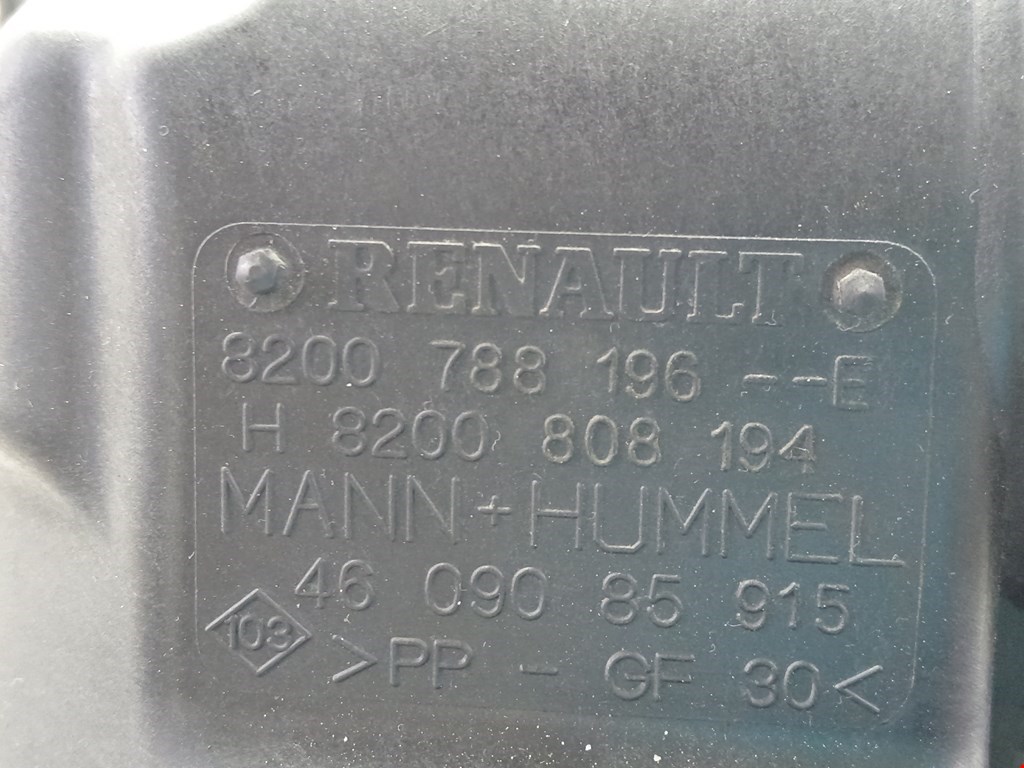 RENAULT
8200 788 196 --E
H 8200 808 194
MANN+HUMMEL
46 090 85 915
103 >PP - GF 30<